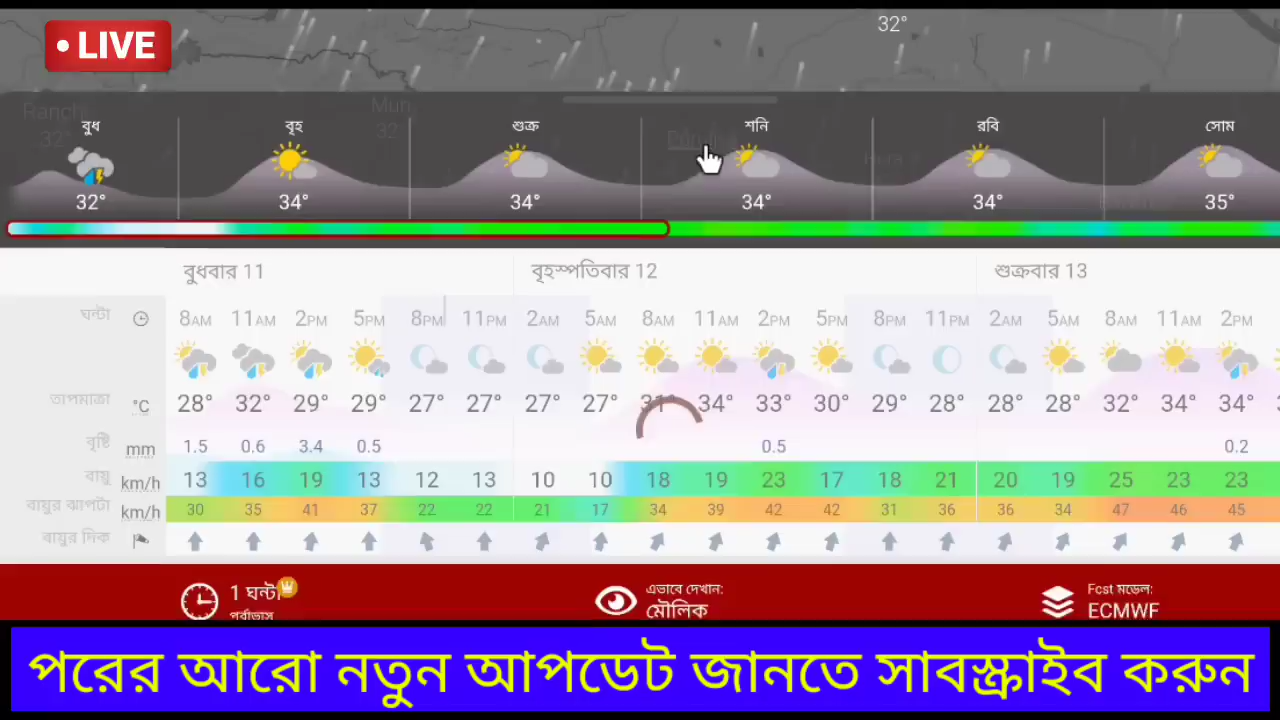 • LIVE
32°
Ranchi
32°
Mun
32
বুধ
বৃহ
শুক্র
শনি
রবি
সোম
32°
34°
34°
34°
34°
35°
বুধবার 11
বৃহস্পতিবার 12
শুক্রবার 13
ঘন্টা 8AM 11AM 2PM 5PM 8PM 11PM 2AM 5AM 8AM 11AM 2PM 5PM 8PM 11PM 2AM 5AM 8AM 11AM 2PM
তাপমাত্রা °C 28° 32° 29° 29° 27° 27° 27° 27° 31° 34° 33° 30° 29° 28° 28° 28° 32° 34° 34°
বৃষ্টি mm 1.5 0.6 3.4 0.5 0.5 0.2
বায়ু km/h 13 16 19 13 12 13 10 10 18 19 23 17 18 21 20 19 25 23 23
বায়ুর ঝাপটা km/h 30 35 41 37 22 22 21 17 34 39 42 42 31 36 36 34 47 46 45
বায়ুর দিক
1 ঘন্টা
পূর্বাভাস
এভাবে দেখান:
মৌলিক
Fcst মডেল:
ECMWF
পরের আরো নতুন আপডেট জানতে সাবস্ক্রাইব করুন